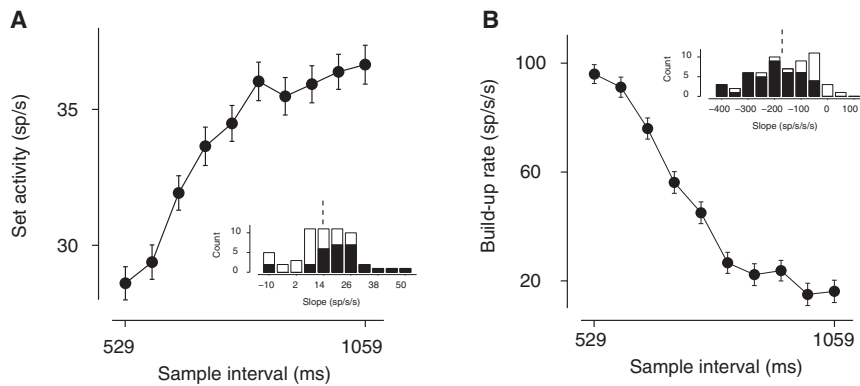 A
Set activity (sp/s)
35
30
529
1059
Sample interval (ms)
Count
10
5
0
−10
2
14
26
38
50
Slope (sp/s/s)
B
Build-up rate (sp/s/s)
100
60
20
529
1059
Sample interval (ms)
Count
10
5
0
−400
−300
−200
−100
0
100
Slope (sp/s/s/s)